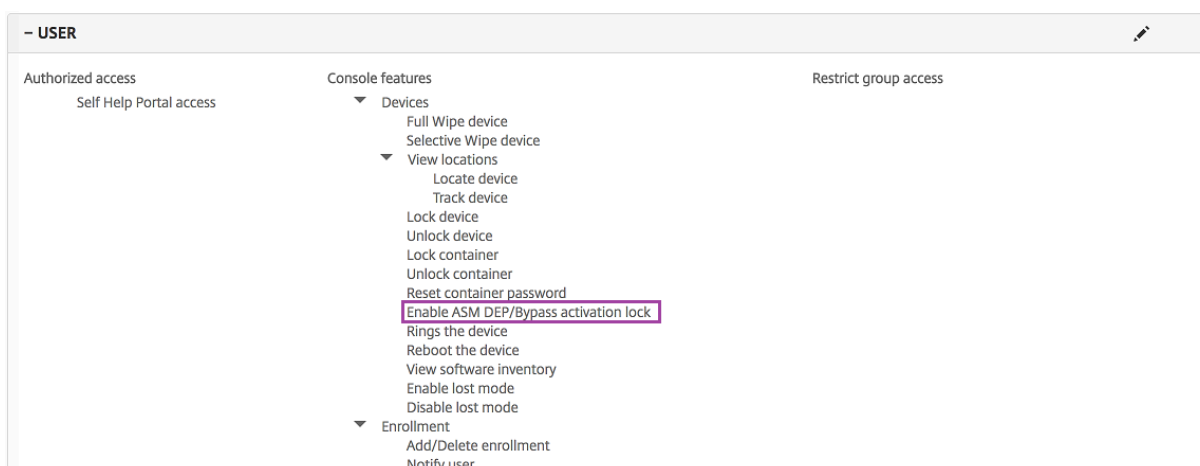 – USER
Authorized access
Self Help Portal access
Console features
Devices
Full Wipe device
Selective Wipe device
View locations
Locate device
Track device
Lock device
Unlock device
Lock container
Unlock container
Reset container password
Enable ASM DEP/Bypass activation lock
Rings the device
Reboot the device
View software inventory
Enable lost mode
Disable lost mode
Enrollment
Add/Delete enrollment
Notify user
Restrict group access